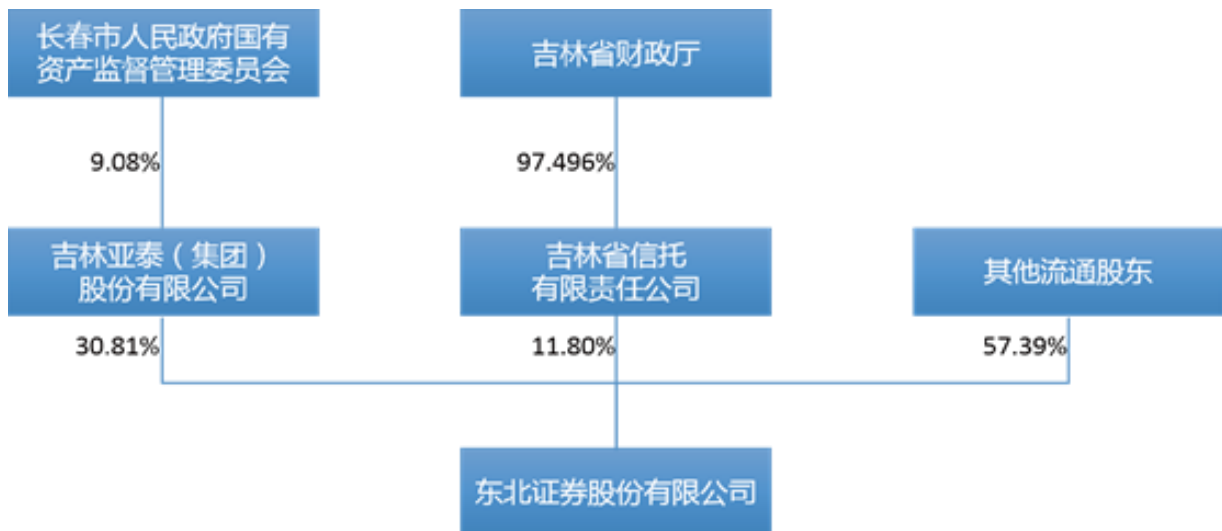 长春市人民政府国有
资产监督管理委员会
吉林省财政厅
9.08%
97.496%
吉林亚泰（集团）
股份有限公司
吉林省信托
有限责任公司
其他流通股东
30.81%
11.80%
57.39%
东北证券股份有限公司